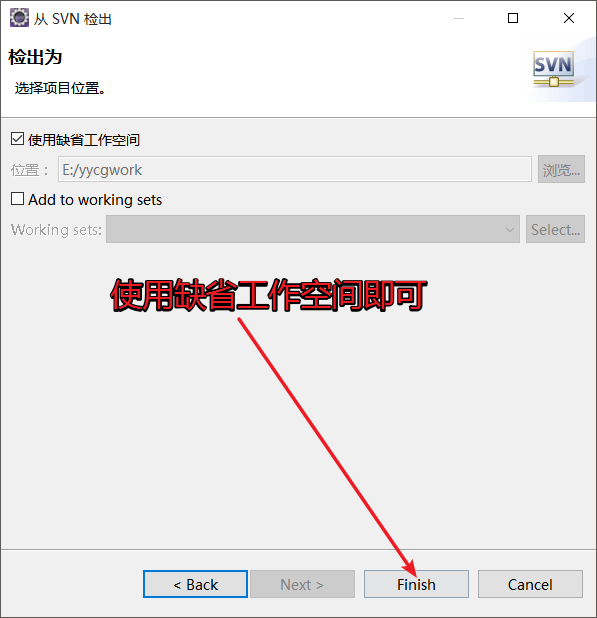 从 SVN 检出
检出为
选择项目位置。
SVN
使用缺省工作空间
位置： E:/yycgwork 浏览...
Add to working sets
Working sets: Select...
使用缺省工作空间即可
< Back Next > Finish Cancel